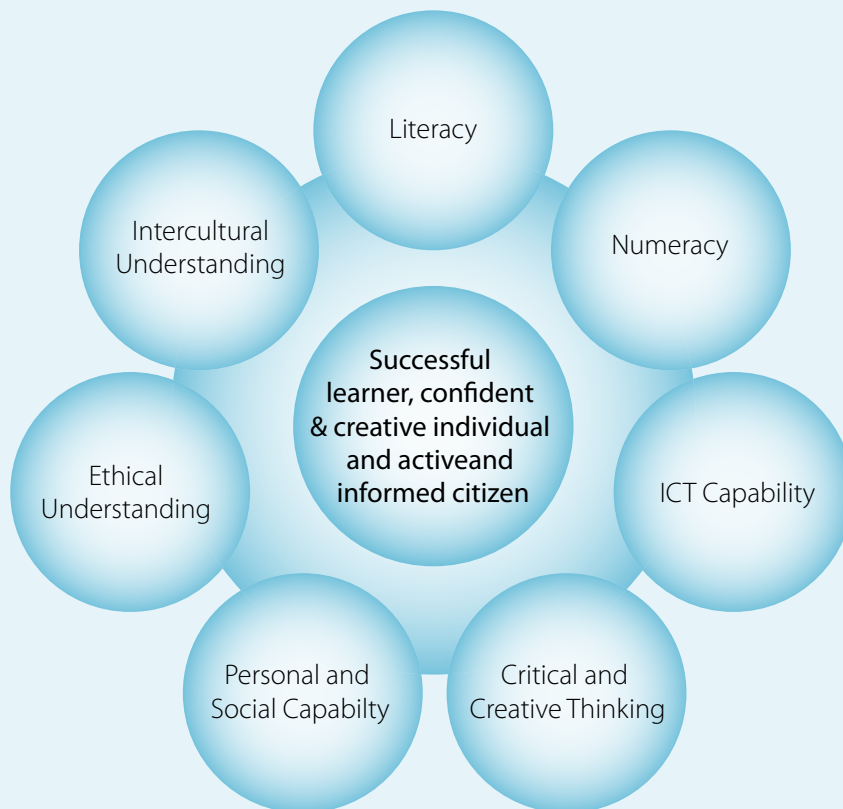 Literacy
Numeracy
ICT Capability
Critical and
Creative Thinking
Personal and
Social Capabilty
Ethical
Understanding
Intercultural
Understanding
Successful
learner, confident
& creative individual
and activeand
informed citizen